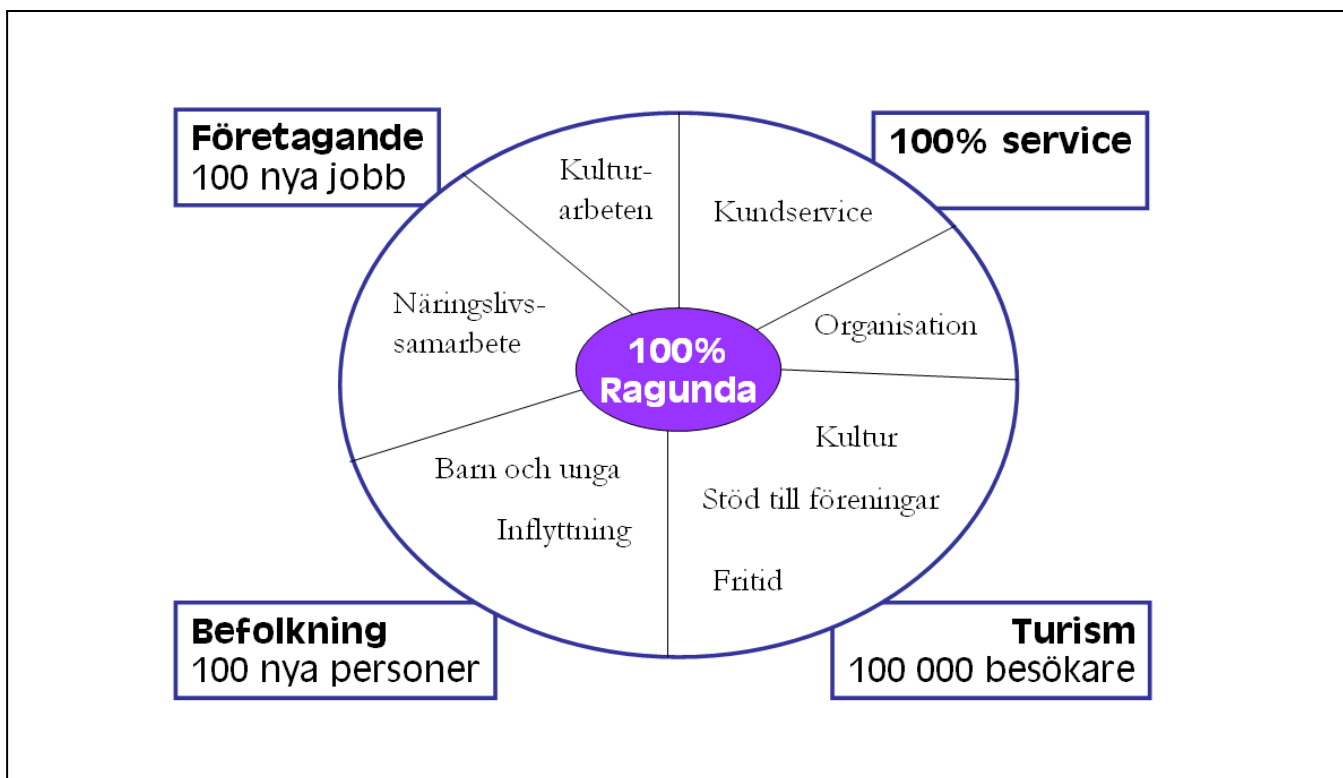 Företagande
100 nya jobb
100% service
Kultur-
arbeten
Kundservice
Näringslivs-
samarbete
Organisation
100%
Ragunda
Kultur
Barn och unga
Stöd till föreningar
Inflyttning
Fritid
Befolkning
100 nya personer
Turism
100 000 besökare